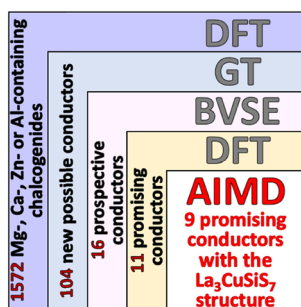 DFT
GT
BVSE
DFT
AIMD
9 promising
conductors
with the
La₃CuSiS₇
structure
1572 Mg-, Ca-, Zn- or Al-containing
chalcogenides
104 new possible conductors
16 prospective
conductors
11 promising
conductors